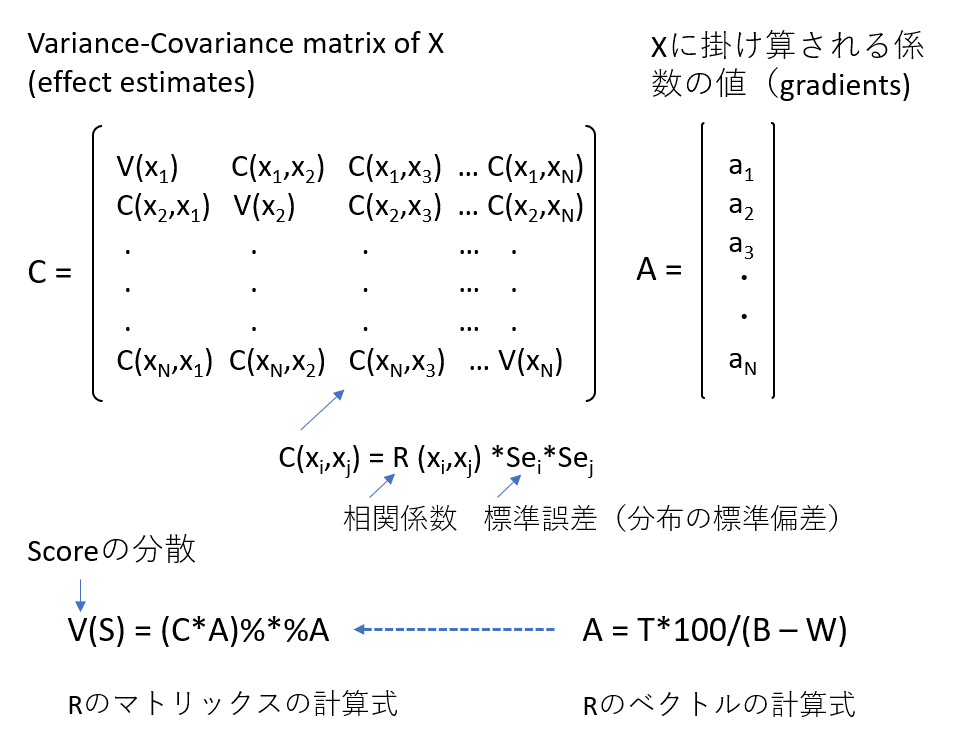 Variance-Covariance matrix of X
(effect estimates)
Xに掛け算される係
数の値（gradients)
C =
V(x1) C(x1,x2) C(x1,x3) ... C(x1,xN)
C(x2,x1) V(x2) C(x2,x3) ... C(x2,xN)
. . . ... .
. . . ... .
. . . ... .
C(xN,x1) C(xN,x2) C(xN,x3) ... V(xN)
A =
a1
a2
a3
.
.
aN
C(xi,xj) = R (xi,xj) *Sei*Sej
相関係数 標準誤差（分布の標準偏差）
Scoreの分散
V(S) = (C*A)%*%A
A = T*100/(B – W)
Rのマトリックスの計算式
Rのベクトルの計算式